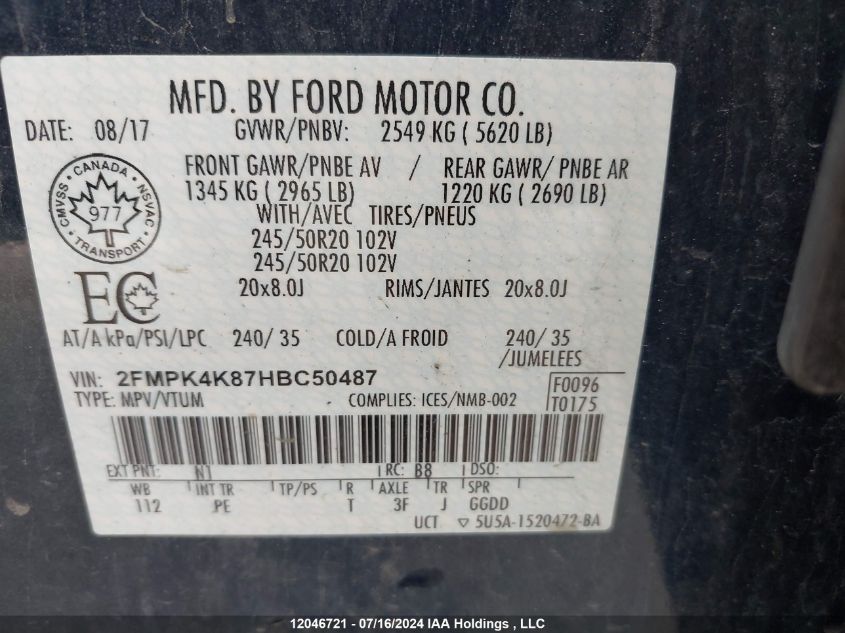 MFD. BY FORD MOTOR CO.
DATE: 08/17 GVWR/PNBV: 2549 KG ( 5620 LB)
FRONT GAWR/PNBE AV / REAR GAWR/ PNBE AR
1345 KG ( 2965 LB) 1220 KG ( 2690 LB)
WITH/AVEC TIRES/PNEUS
245/50R20 102V
245/50R20 102V
20x8.0J RIMS/JANTES 20x8.0J
CANADA
CMVSS NSVAC
977
TRANSPORT
EC
AT/A kPa/PSI/LPC 240/ 35 COLD/A FROID 240/ 35
/JUMELEES
VIN: 2FMPK4K87HBC50487 F0096
TYPE: MPV/VTUM COMPLIES: ICES/NMB-002 T0175
EXT PNT: N1 RC: B8 DSO:
WB INT TR TP/PS R AXLE TR SPR
112 PE T 3F J GGDD
UCT ▽ 5U5A-1520472-BA
12046721 - 07/16/2024 IAA Holdings , LLC